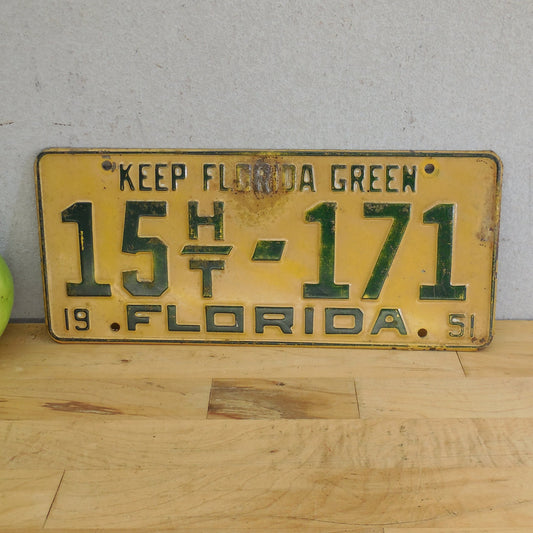 KEEP FLORIDA GREEN
15 H/T - 171
19 FLORIDA 51